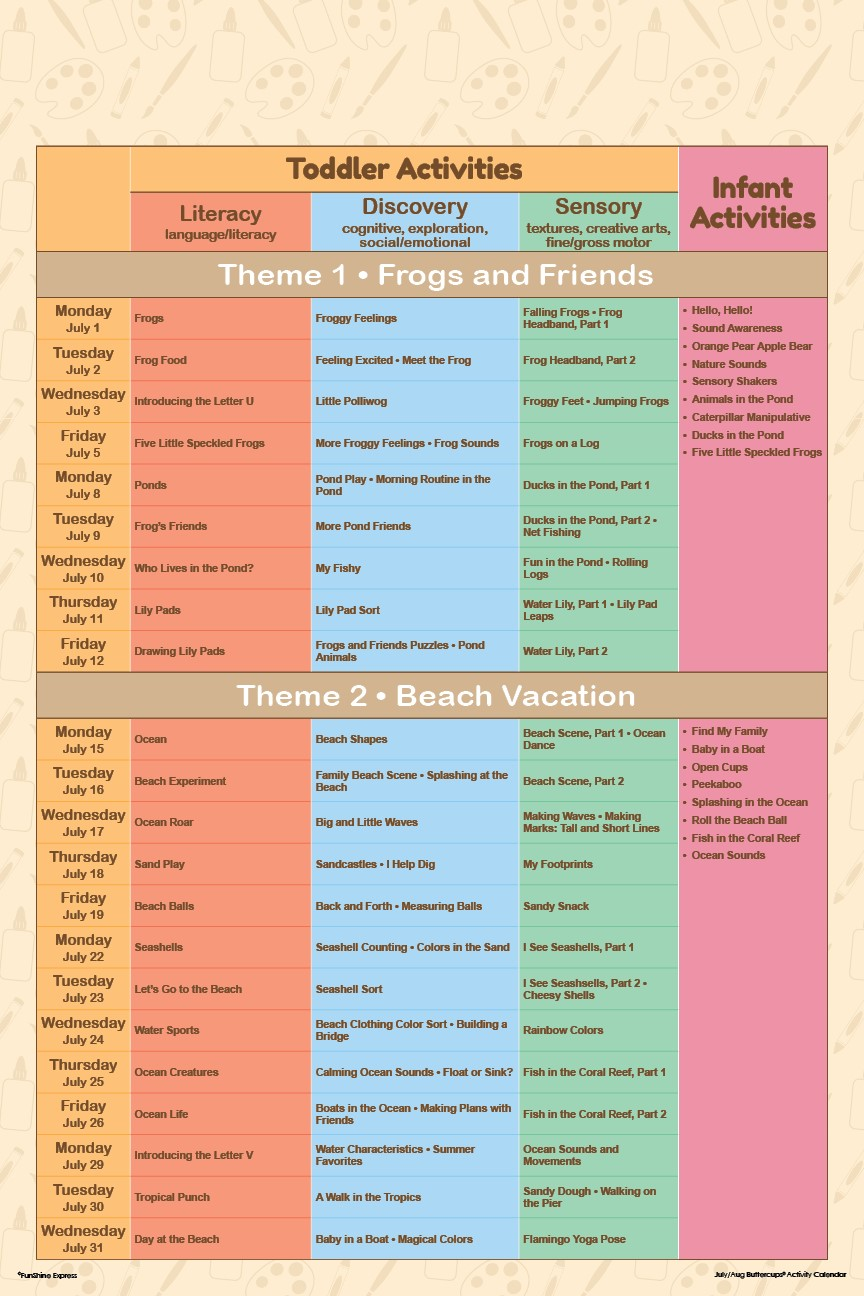 Toddler Activities
Infant
Activities
Literacy
language/literacy
Discovery
cognitive, exploration,
social/emotional
Sensory
textures, creative arts,
fine/gross motor
Theme 1 • Frogs and Friends
Monday
July 1
Frogs
Froggy Feelings
Falling Frogs • Frog
Headband, Part 1
Tuesday
July 2
Frog Food
Feeling Excited • Meet the Frog
Frog Headband, Part 2
Wednesday
July 3
Introducing the Letter U
Little Polliwog
Froggy Feet • Jumping Frogs
Friday
July 5
Five Little Speckled Frogs
More Froggy Feelings • Frog Sounds
Frogs on a Log
Monday
July 8
Ponds
Pond Play • Morning Routine in the
Pond
Ducks in the Pond, Part 1
Tuesday
July 9
Frog's Friends
More Pond Friends
Ducks in the Pond, Part 2 •
Net Fishing
Wednesday
July 10
Who Lives in the Pond?
My Fishy
Fun in the Pond • Rolling
Logs
Thursday
July 11
Lily Pads
Lily Pad Sort
Water Lily, Part 1 • Lily Pad
Leaps
Friday
July 12
Drawing Lily Pads
Frogs and Friends Puzzles • Pond
Animals
Water Lily, Part 2
• Hello, Hello!
• Sound Awareness
• Orange Pear Apple Bear
• Nature Sounds
• Sensory Shakers
• Animals in the Pond
• Caterpillar Manipulative
• Ducks in the Pond
• Five Little Speckled Frogs
Theme 2 • Beach Vacation
Monday
July 15
Ocean
Beach Shapes
Beach Scene, Part 1 • Ocean
Dance
Tuesday
July 16
Beach Experiment
Family Beach Scene • Splashing at the
Beach
Beach Scene, Part 2
Wednesday
July 17
Ocean Roar
Big and Little Waves
Making Waves • Making
Marks: Tall and Short Lines
Thursday
July 18
Sand Play
Sandcastles • I Help Dig
My Footprints
Friday
July 19
Beach Balls
Back and Forth • Measuring Balls
Sandy Snack
Monday
July 22
Seashells
Seashell Counting • Colors in the Sand
I See Seashells, Part 1
Tuesday
July 23
Let's Go to the Beach
Seashell Sort
I See Seashsells, Part 2 •
Cheesy Shells
Wednesday
July 24
Water Sports
Beach Clothing Color Sort • Building a
Bridge
Rainbow Colors
Thursday
July 25
Ocean Creatures
Calming Ocean Sounds • Float or Sink?
Fish in the Coral Reef, Part 1
Friday
July 26
Ocean Life
Boats in the Ocean • Making Plans with
Friends
Fish in the Coral Reef, Part 2
Monday
July 29
Introducing the Letter V
Water Characteristics • Summer
Favorites
Ocean Sounds and
Movements
Tuesday
July 30
Tropical Punch
A Walk in the Tropics
Sandy Dough • Walking on
the Pier
Wednesday
July 31
Day at the Beach
Baby in a Boat • Magical Colors
Flamingo Yoga Pose
• Find My Family
• Baby in a Boat
• Open Cups
• Peekaboo
• Splashing in the Ocean
• Roll the Beach Ball
• Fish in the Coral Reef
• Ocean Sounds
©FunShine Express
July/Aug Buttercups® Activity Calendar